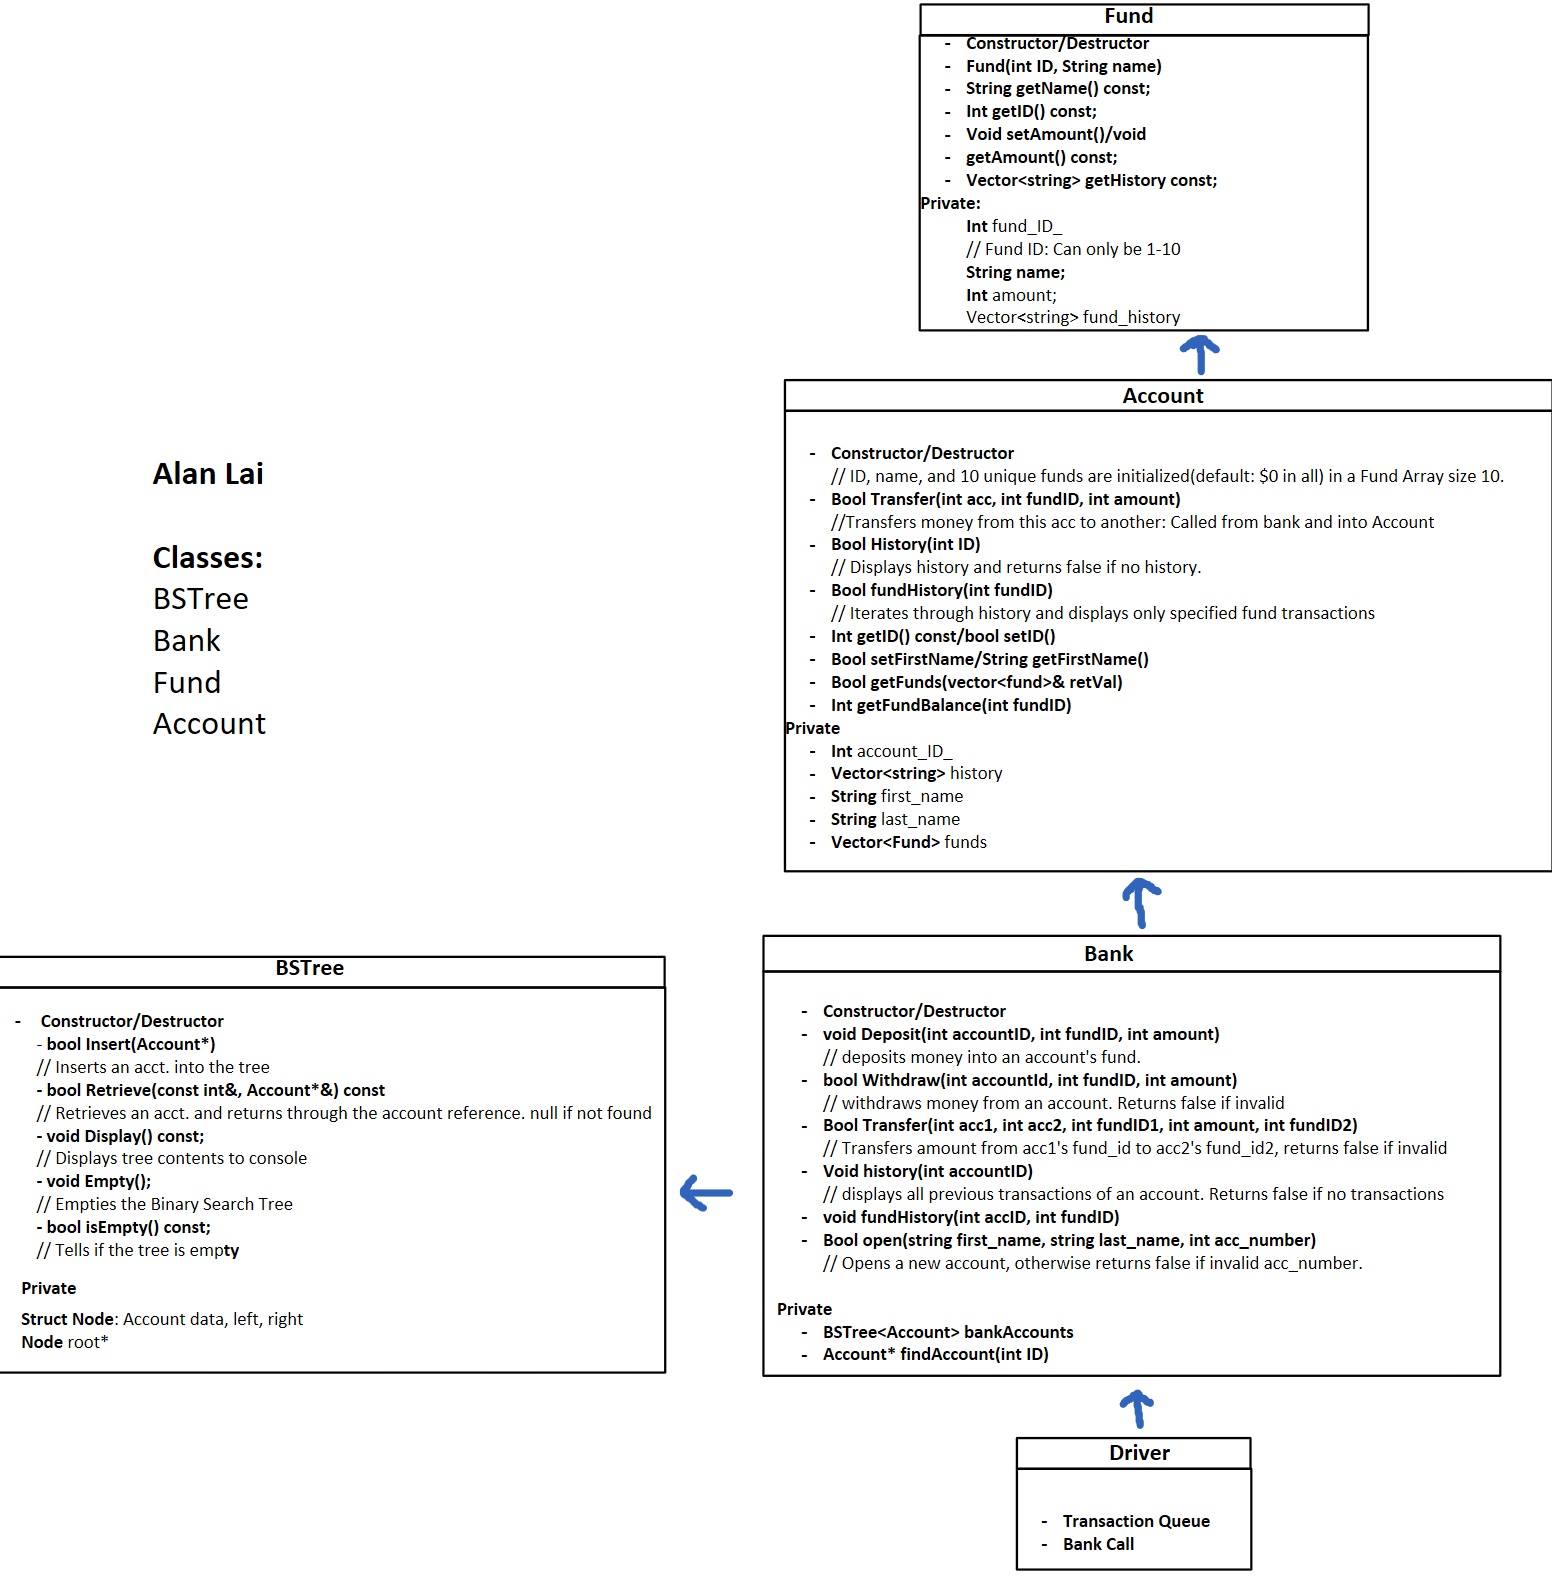 Fund
- Constructor/Destructor
- Fund(int ID, String name)
- String getName() const;
- Int getID() const;
- Void setAmount()/void
- getAmount() const;
- Vector<string> getHistory const;
Private:
Int fund_ID_
// Fund ID: Can only be 1-10
String name;
Int amount;
Vector<string> fund_history
Account
- Constructor/Destructor
// ID, name, and 10 unique funds are initialized(default: $0 in all) in a Fund Array size 10.
- Bool Transfer(int acc, int fundID, int amount)
//Transfers money from this acc to another: Called from bank and into Account
- Bool History(int ID)
// Displays history and returns false if no history.
- Bool fundHistory(int fundID)
// Iterates through history and displays only specified fund transactions
- Int getID() const/bool setID()
- Bool setFirstName/String getFirstName()
- Bool getFunds(vector<fund>& retVal)
- Int getFundBalance(int fundID)
Private
- Int account_ID_
- Vector<string> history
- String first_name
- String last_name
- Vector<Fund> funds
Alan Lai
Classes:
BSTree
Bank
Fund
Account
BSTree
- Constructor/Destructor
- bool Insert(Account*)
// Inserts an acct. into the tree
- bool Retrieve(const int&, Account*&) const
// Retrieves an acct. and returns through the account reference. null if not found
- void Display() const;
// Displays tree contents to console
- void Empty();
// Empties the Binary Search Tree
- bool isEmpty() const;
// Tells if the tree is empty
Private
Struct Node: Account data, left, right
Node root*
Bank
- Constructor/Destructor
- void Deposit(int accountID, int fundID, int amount)
// deposits money into an account's fund.
- bool Withdraw(int accountId, int fundID, int amount)
// withdraws money from an account. Returns false if invalid
- Bool Transfer(int acc1, int acc2, int fundID1, int amount, int fundID2)
// Transfers amount from acc1's fund_id to acc2's fund_id2, returns false if invalid
- Void history(int accountID)
// displays all previous transactions of an account. Returns false if no transactions
- void fundHistory(int accID, int fundID)
- Bool open(string first_name, string last_name, int acc_number)
// Opens a new account, otherwise returns false if invalid acc_number.
Private
- BSTree<Account> bankAccounts
- Account* findAccount(int ID)
Driver
- Transaction Queue
- Bank Call